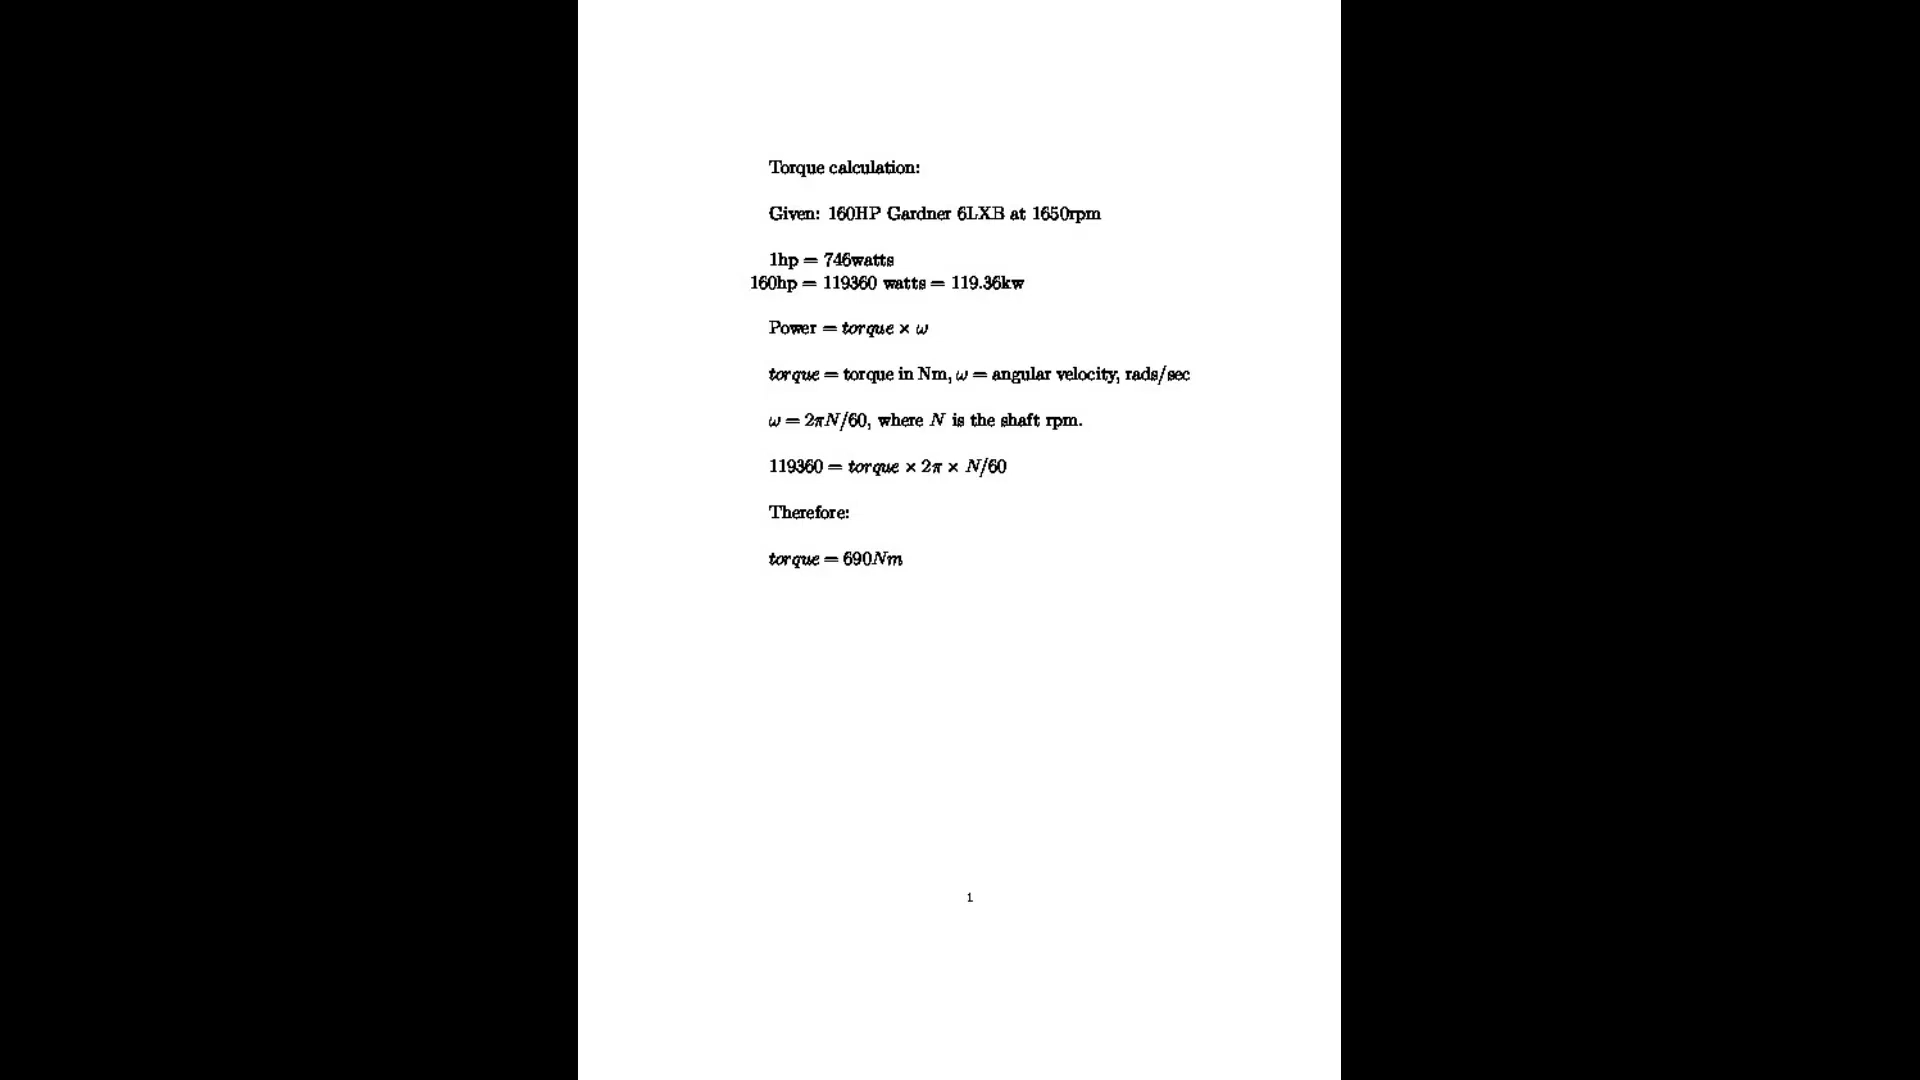 Torque calculation:
Given: 160HP Gardner 6LXB at 1650rpm
1hp = 746watts
160hp = 119360 watts = 119.36kw
Power = torque × ω
torque = torque in Nm, ω = angular velocity, rads/sec
ω = 2πN/60, where N is the shaft rpm.
119360 = torque × 2π × N/60
Therefore:
torque = 690Nm
1